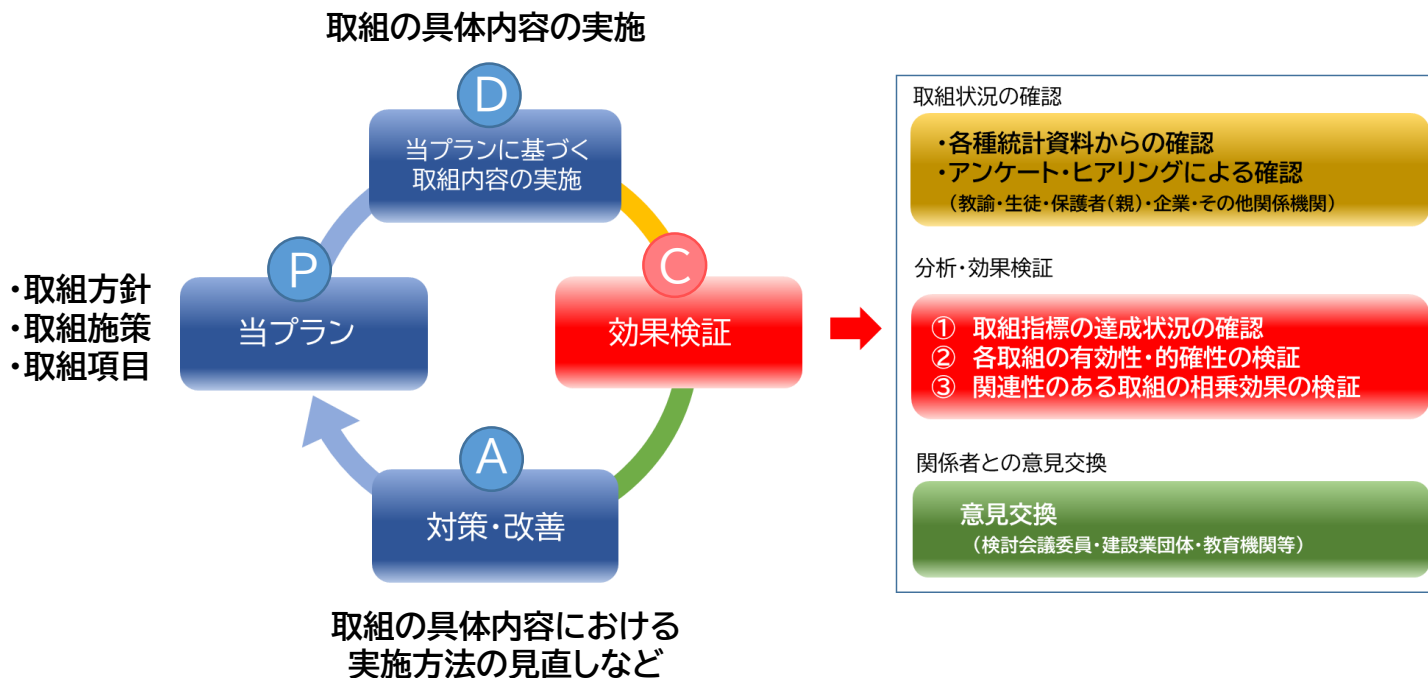 取組の具体内容の実施
D
当プランに基づく
取組内容の実施
P
当プラン
・取組方針
・取組施策
・取組項目
C
効果検証
A
対策・改善
取組の具体内容における
実施方法の見直しなど
取組状況の確認
・各種統計資料からの確認
・アンケート・ヒアリングによる確認
（教諭・生徒・保護者（親）・企業・その他関係機関）
分析・効果検証
① 取組指標の達成状況の確認
② 各取組の有効性・的確性の検証
③ 関連性のある取組の相乗効果の検証
関係者との意見交換
意見交換
（検討会議委員・建設業団体・教育機関等）